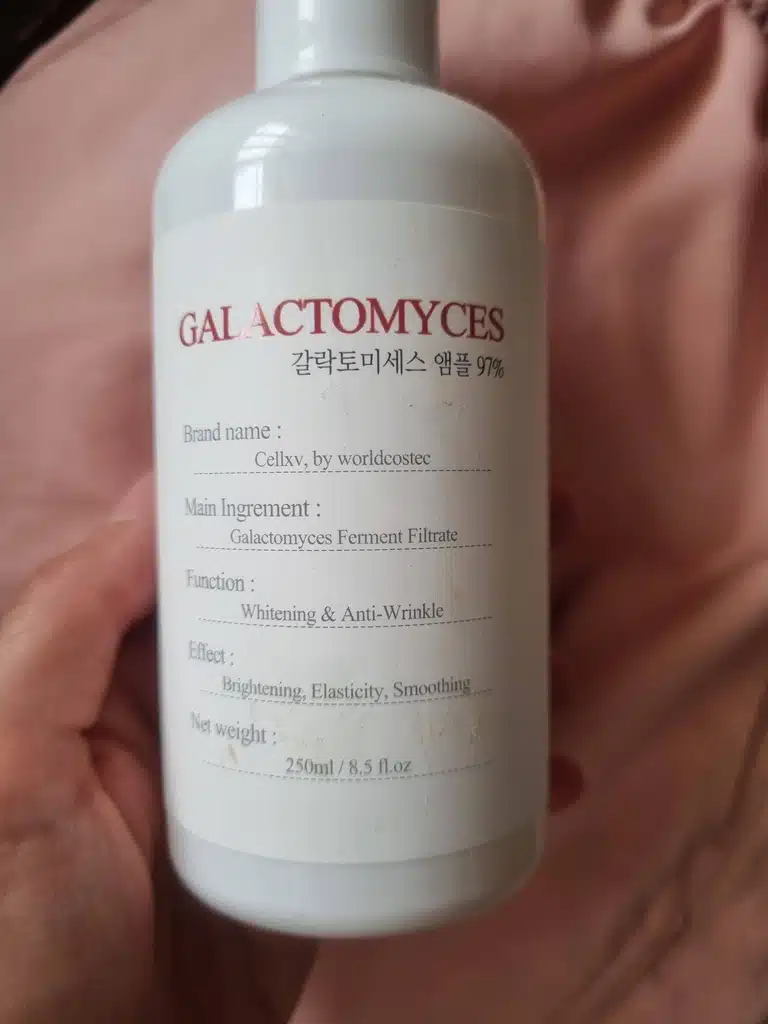 GALACTOMYCES
갈락토미세스 앰플 97%
Brand name :
Cellxv, by worldcostec
Main Ingrement :
Galactomyces Ferment Filtrate
Function :
Whitening & Anti-Wrinkle
Effect :
Brightening, Elasticity, Smoothing
Net weight :
250ml / 8.5 fl.oz